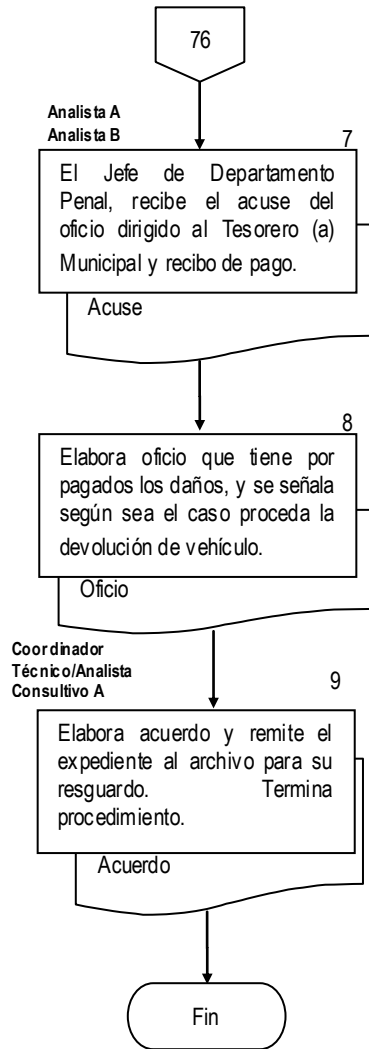 76
Analista A
Analista B
7
El Jefe de Departamento
Penal, recibe el acuse del
oficio dirigido al Tesorero (a)
Municipal y recibo de pago.
Acuse
8
Elabora oficio que tiene por
pagados los daños, y se señala
según sea el caso proceda la
devolución de vehículo.
Oficio
Coordinador
Técnico/Analista
Consultivo A
9
Elabora acuerdo y remite el
expediente al archivo para su
resguardo. Termina
procedimiento.
Acuerdo
Fin